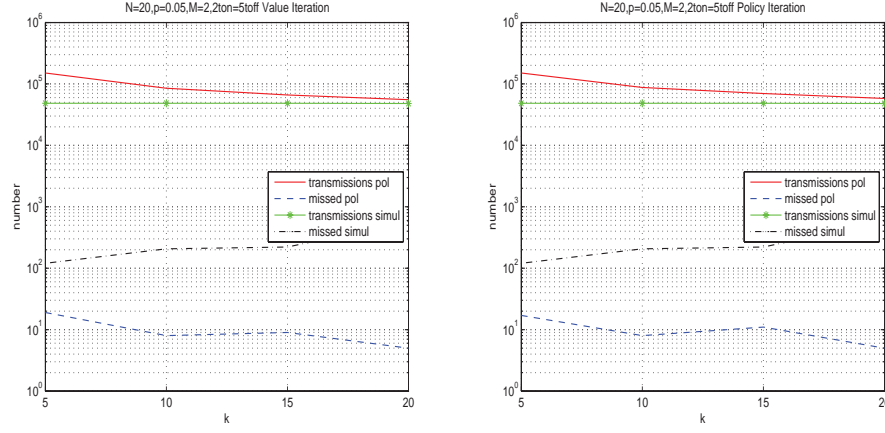 N=20,p=0.05,M=2,2ton=5toff Value Iteration
10^6
10^5
10^4
10^3
10^2
10^1
10^0
number
5
10
15
20
k
transmissions pol
missed pol
transmissions simul
missed simul
N=20,p=0.05,M=2,2ton=5toff Policy Iteration
10^6
10^5
10^4
10^3
10^2
10^1
10^0
number
5
10
15
20
k
transmissions pol
missed pol
transmissions simul
missed simul